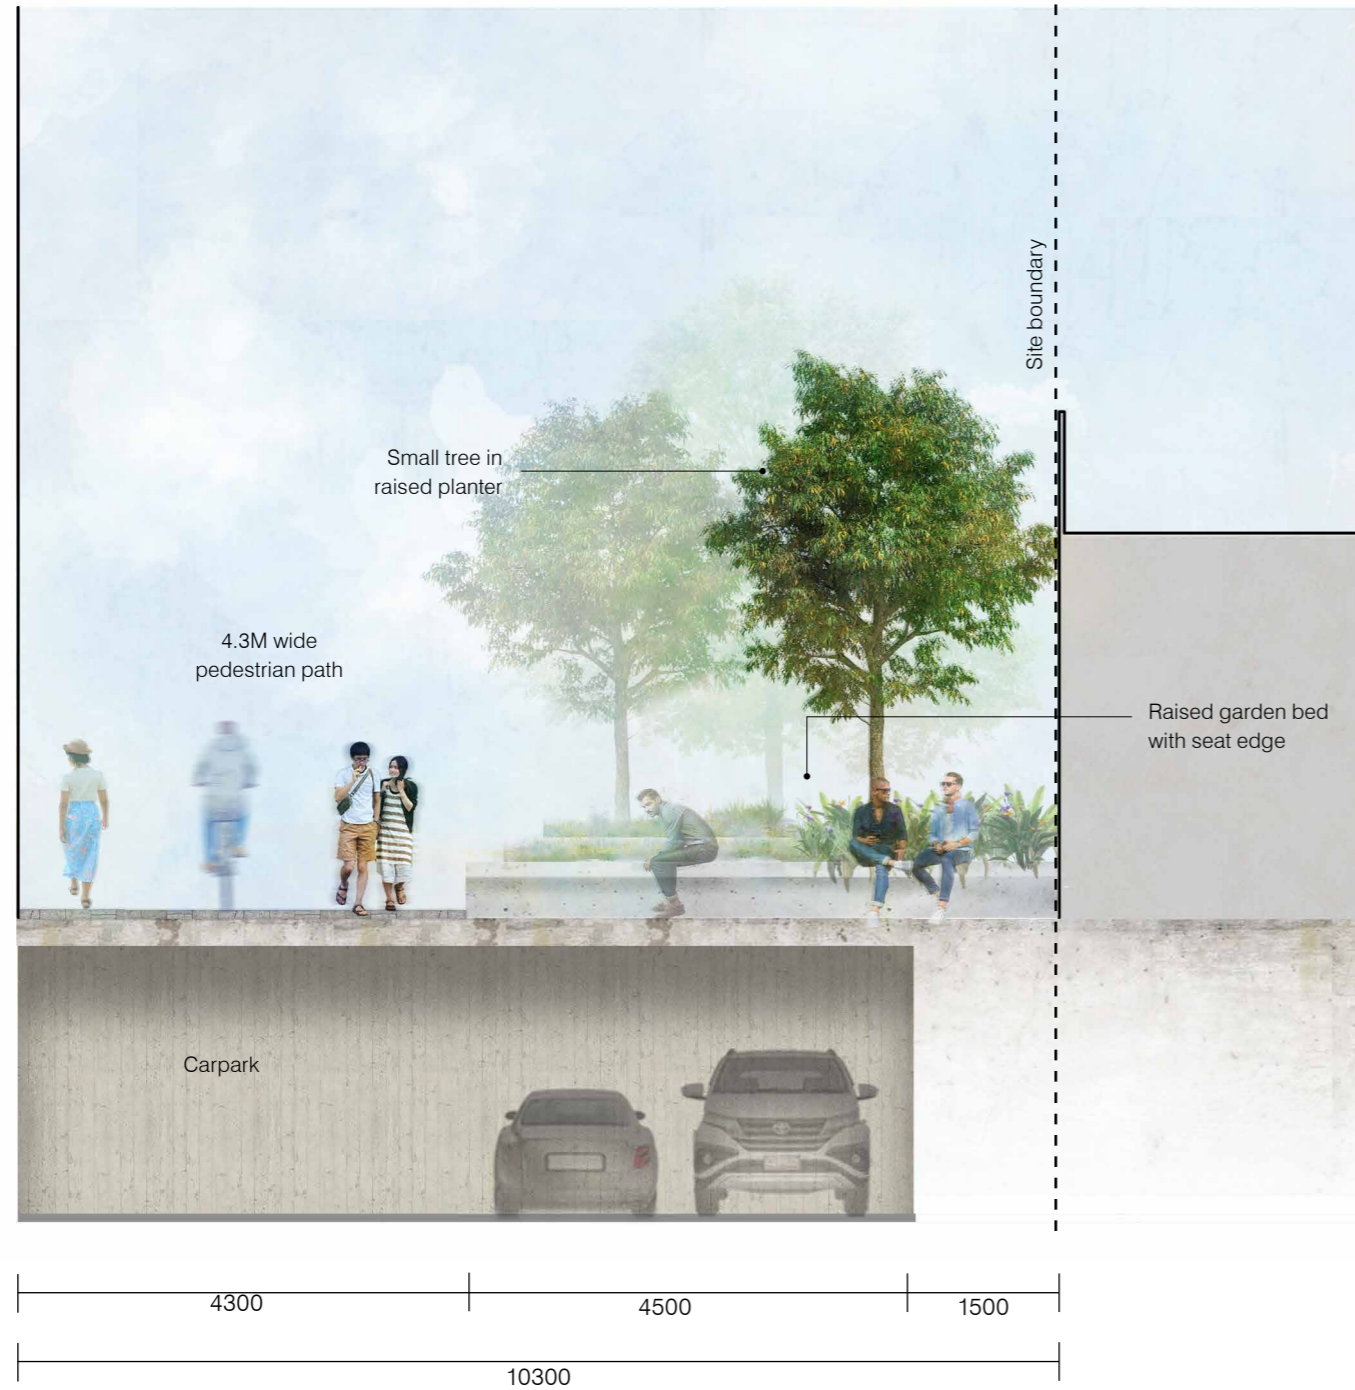 Site boundary
Small tree in
raised planter
4.3M wide
pedestrian path
Raised garden bed
with seat edge
Carpark
4300
4500
1500
10300